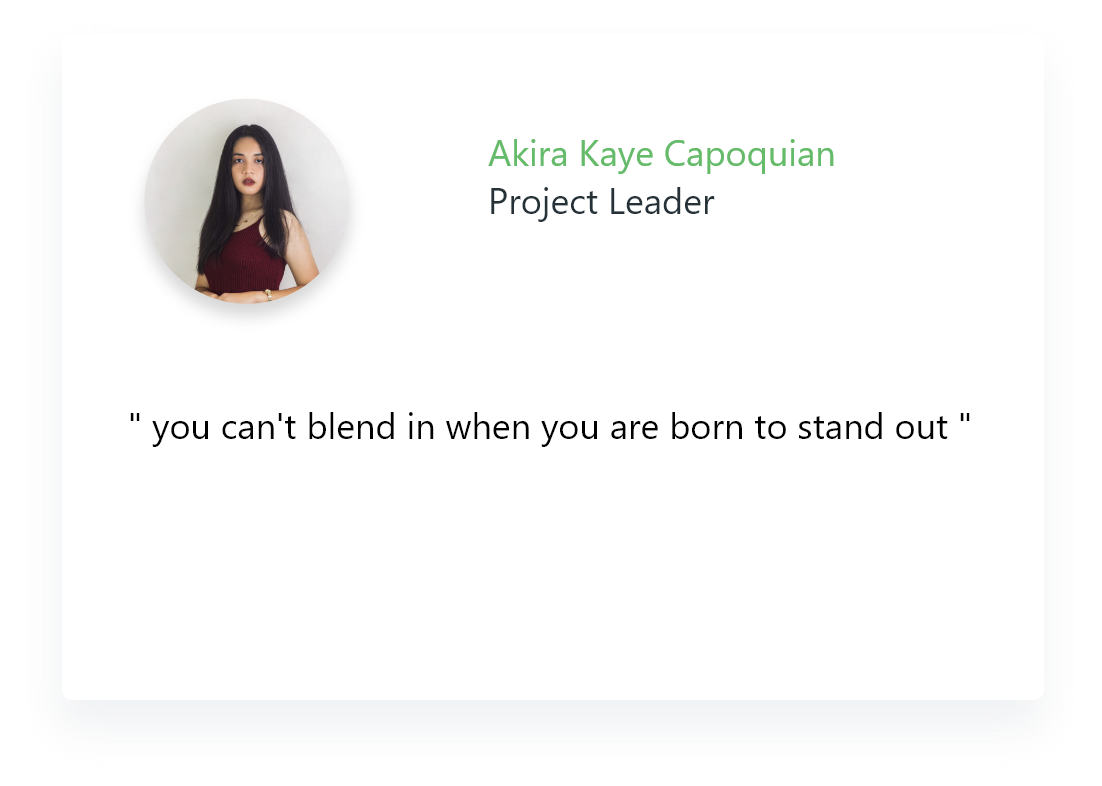 Akira Kaye Capoquian
Project Leader
" you can't blend in when you are born to stand out "